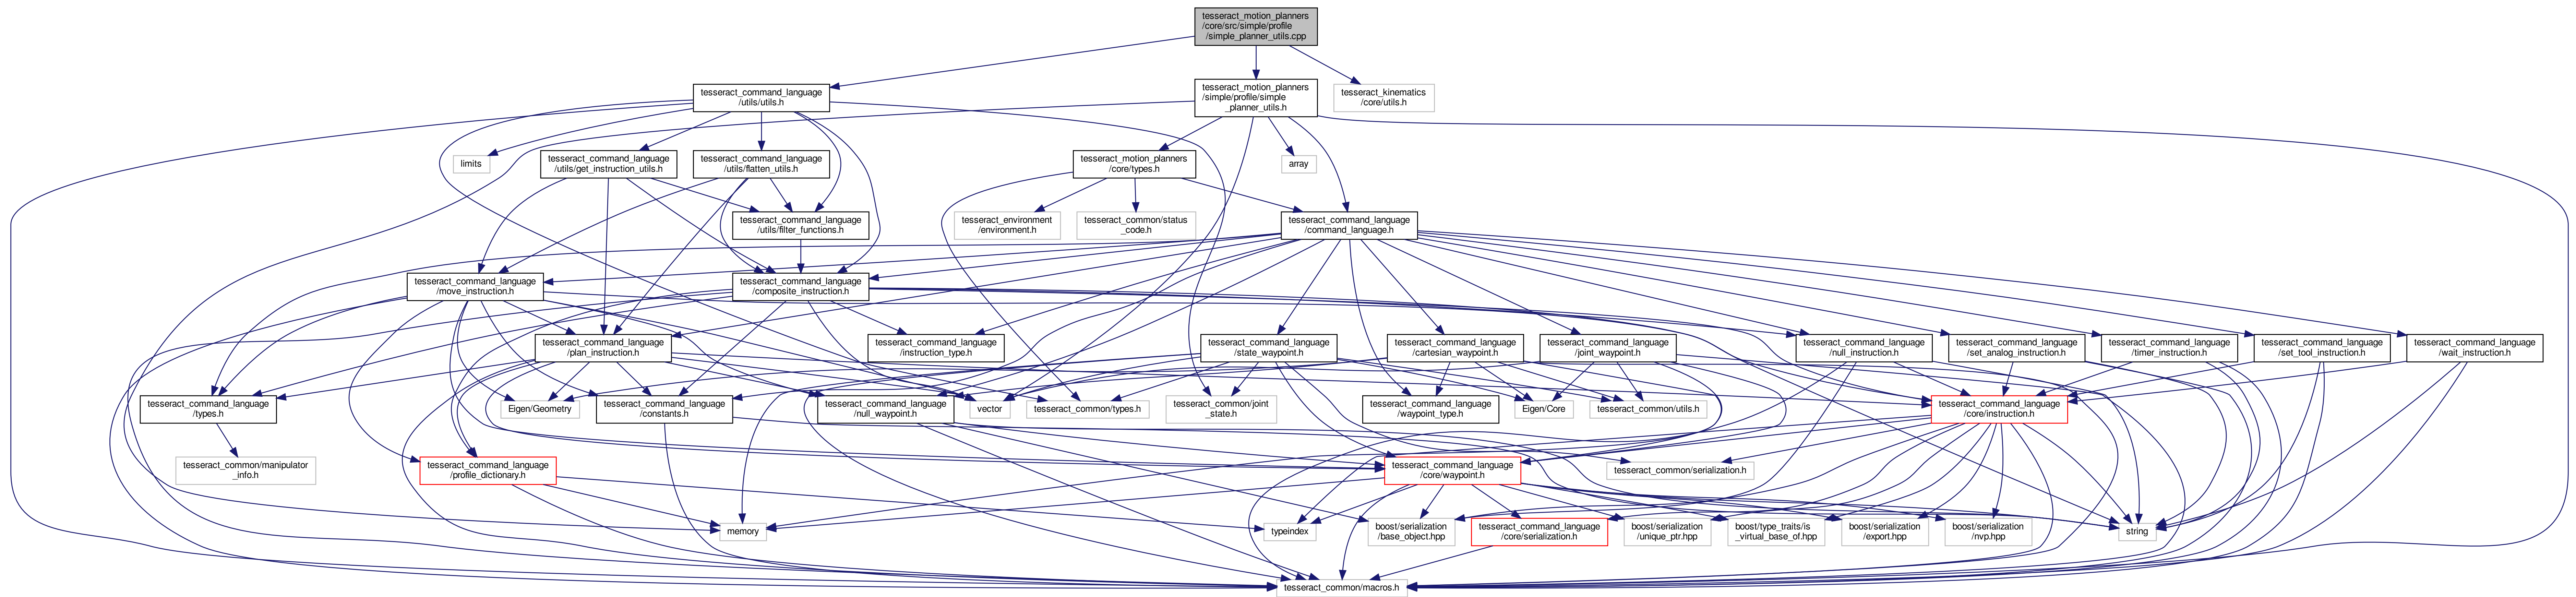 tesseract_motion_planners
/core/src/simple/profile
/simple_planner_utils.cpp
tesseract_command_language
/utils/utils.h
tesseract_motion_planners
/simple/profile/simple
_planner_utils.h
tesseract_kinematics
/core/utils.h
limits
tesseract_command_language
/utils/get_instruction_utils.h
tesseract_command_language
/utils/flatten_utils.h
tesseract_motion_planners
/core/types.h
array
tesseract_command_language
/utils/filter_functions.h
tesseract_environment
/environment.h
tesseract_common/status
_code.h
tesseract_command_language
/command_language.h
tesseract_command_language
/move_instruction.h
tesseract_command_language
/composite_instruction.h
tesseract_command_language
/plan_instruction.h
tesseract_command_language
/instruction_type.h
tesseract_command_language
/state_waypoint.h
tesseract_command_language
/cartesian_waypoint.h
tesseract_command_language
/joint_waypoint.h
tesseract_command_language
/null_instruction.h
tesseract_command_language
/set_analog_instruction.h
tesseract_command_language
/timer_instruction.h
tesseract_command_language
/set_tool_instruction.h
tesseract_command_language
/wait_instruction.h
tesseract_command_language
/types.h
Eigen/Geometry
tesseract_command_language
/constants.h
tesseract_command_language
/null_waypoint.h
vector
tesseract_common/types.h
tesseract_common/joint
_state.h
tesseract_command_language
/waypoint_type.h
Eigen/Core
tesseract_common/utils.h
tesseract_command_language
/core/instruction.h
tesseract_common/manipulator
_info.h
tesseract_command_language
/profile_dictionary.h
tesseract_command_language
/core/waypoint.h
tesseract_common/serialization.h
memory
typeindex
boost/serialization
/base_object.hpp
tesseract_command_language
/core/serialization.h
boost/serialization
/unique_ptr.hpp
boost/type_traits/is
_virtual_base_of.hpp
boost/serialization
/export.hpp
boost/serialization
/nvp.hpp
string
tesseract_common/macros.h